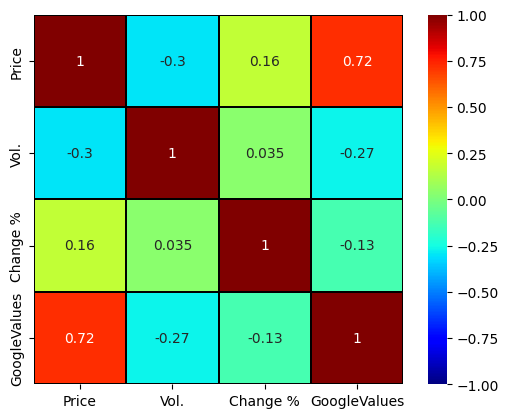 Price 1 -0.3 0.16 0.72
Vol. -0.3 1 0.035 -0.27
Change % 0.16 0.035 1 -0.13
GoogleValues 0.72 -0.27 -0.13 1
Price Vol. Change % GoogleValues
1.00
0.75
0.50
0.25
0.00
−0.25
−0.50
−0.75
−1.00